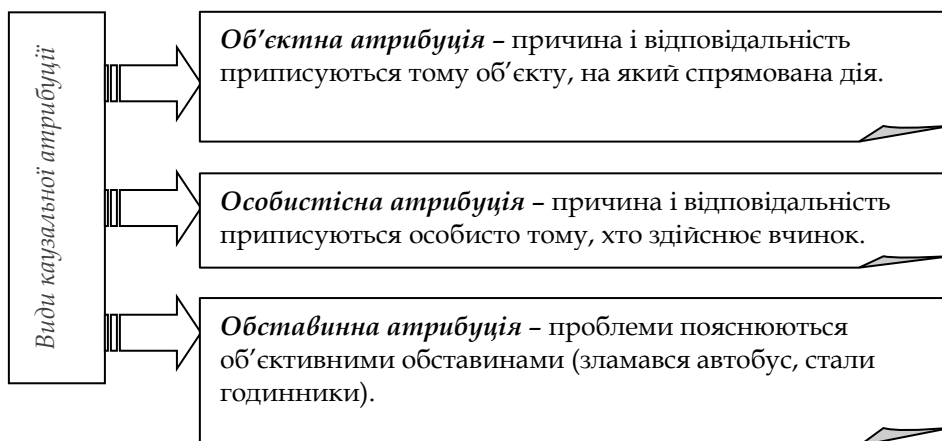 Види каузальної атрибуції
Об’єктна атрибуція – причина і відповідальність
приписуються тому об’єкту, на який спрямована дія.
Особистісна атрибуція – причина і відповідальність
приписуються особисто тому, хто здійснює вчинок.
Обставинна атрибуція – проблеми пояснюються
об’єктивними обставинами (зламався автобус, стали
годинники).